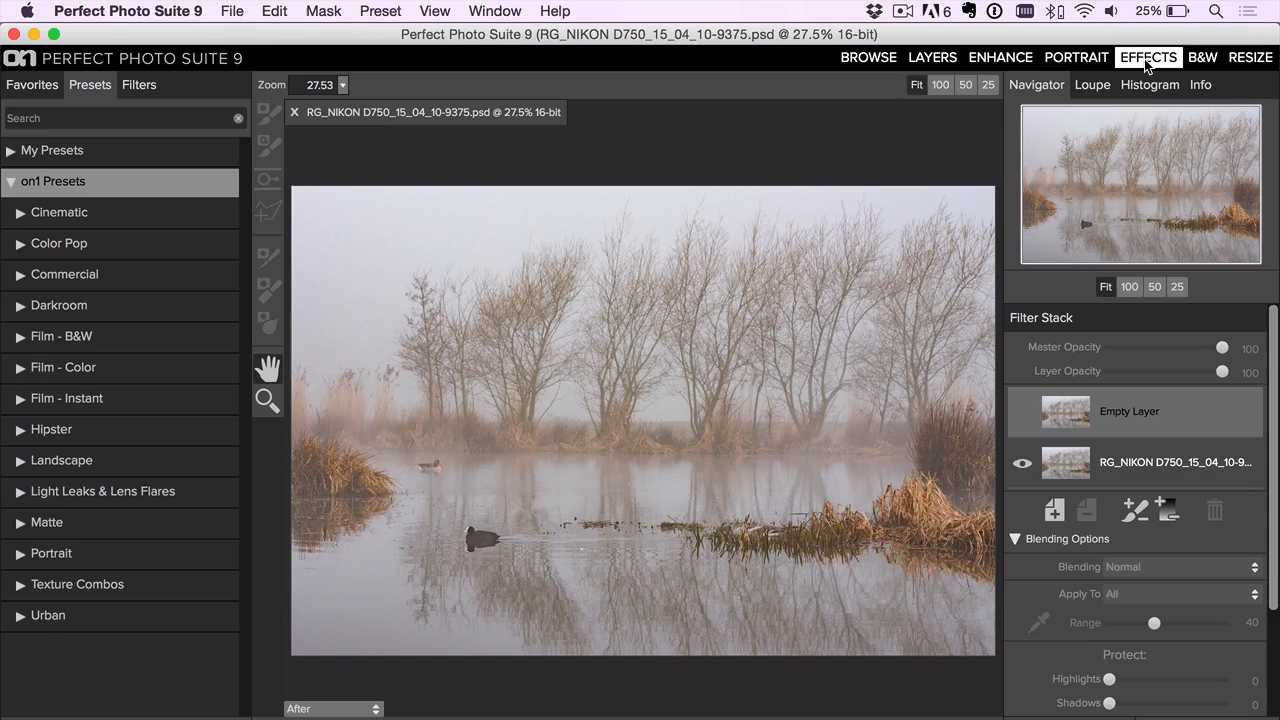 Perfect Photo Suite 9 File Edit Mask Preset View Window Help 6 25%
Perfect Photo Suite 9 (RG_NIKON D750_15_04_10-9375.psd @ 27.5% 16-bit)
on1 PERFECT PHOTO SUITE 9 BROWSE LAYERS ENHANCE PORTRAIT EFFECTS B&W RESIZE
Favorites Presets Filters
Search
My Presets
on1 Presets
Cinematic
Color Pop
Commercial
Darkroom
Film - B&W
Film - Color
Film - Instant
Hipster
Landscape
Light Leaks & Lens Flares
Matte
Portrait
Texture Combos
Urban
Zoom 27.53 Fit 100 50 25
X RG_NIKON D750_15_04_10-9375.psd @ 27.5% 16-bit
After
Navigator Loupe Histogram Info
Fit 100 50 25
Filter Stack
Master Opacity 100
Layer Opacity 100
Empty Layer
RG_NIKON D750_15_04_10-9...
Blending Options
Blending Normal
Apply To All
Range 40
Protect:
Highlights 0
Shadows 0